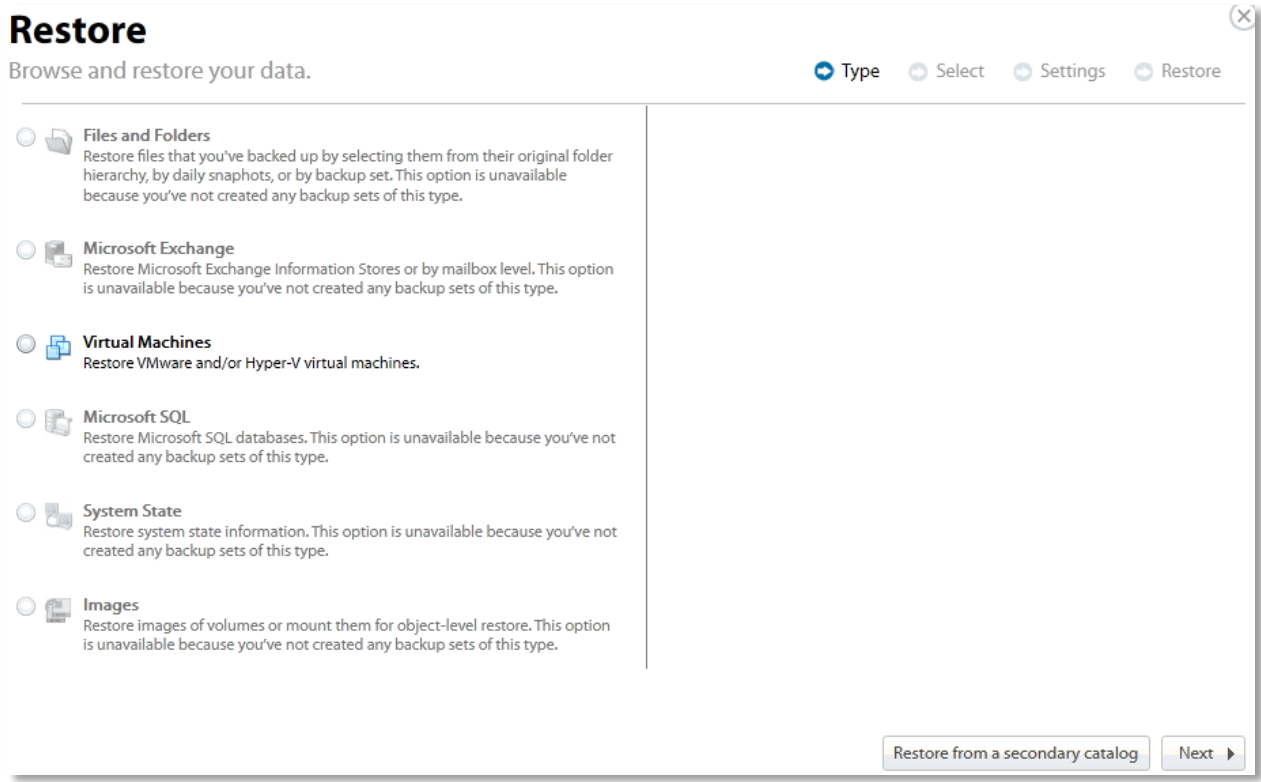 Restore
Browse and restore your data.
Type
Select
Settings
Restore
Files and Folders
Restore files that you've backed up by selecting them from their original folder
hierarchy, by daily snaphots, or by backup set. This option is unavailable
because you've not created any backup sets of this type.
Microsoft Exchange
Restore Microsoft Exchange Information Stores or by mailbox level. This option
is unavailable because you've not created any backup sets of this type.
Virtual Machines
Restore VMware and/or Hyper-V virtual machines.
Microsoft SQL
Restore Microsoft SQL databases. This option is unavailable because you've not
created any backup sets of this type.
System State
Restore system state information. This option is unavailable because you've not
created any backup sets of this type.
Images
Restore images of volumes or mount them for object-level restore. This option
is unavailable because you've not created any backup sets of this type.
Restore from a secondary catalog
Next